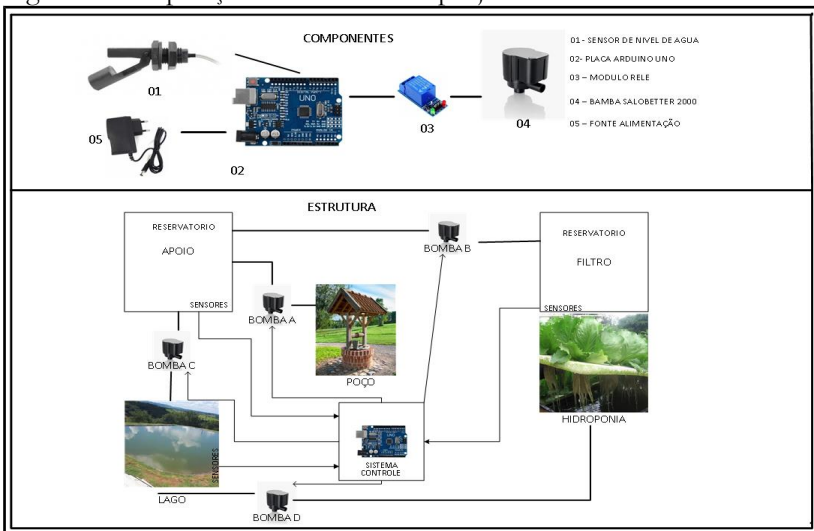 COMPONENTES
01
02
03
04
05
UNO
01- SENSOR DE NIVEL DE AGUA
02- PLACA ARDUINO UNO
03 – MODULO RELE
04 – BAMBA SALOBETTER 2000
05 – FONTE ALIMENTAÇÃO
ESTRUTURA
RESERVATORIO
APOIO
SENSORES
BOMBA B
RESERVATORIO
FILTRO
SENSORES
BOMBA A
POÇO
BOMBA C
HIDROPONIA
SISTEMA
CONTROLE
SENSORES
LAGO
BOMBA D